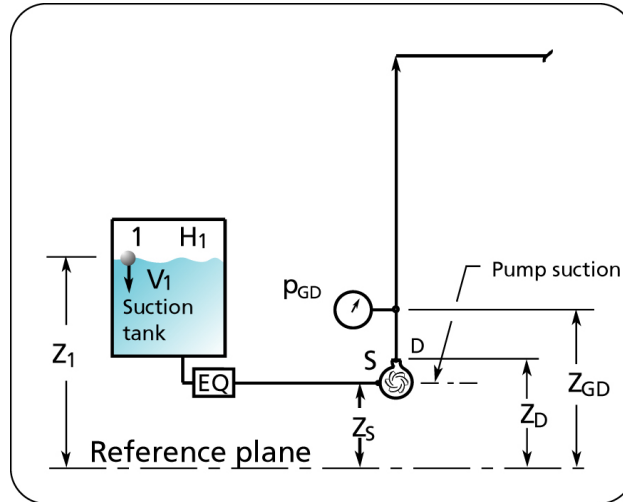 1 H1
V1
Suction
tank
Z1
EQ
pGD
S D
Pump suction
ZS
ZD
ZGD
Reference plane